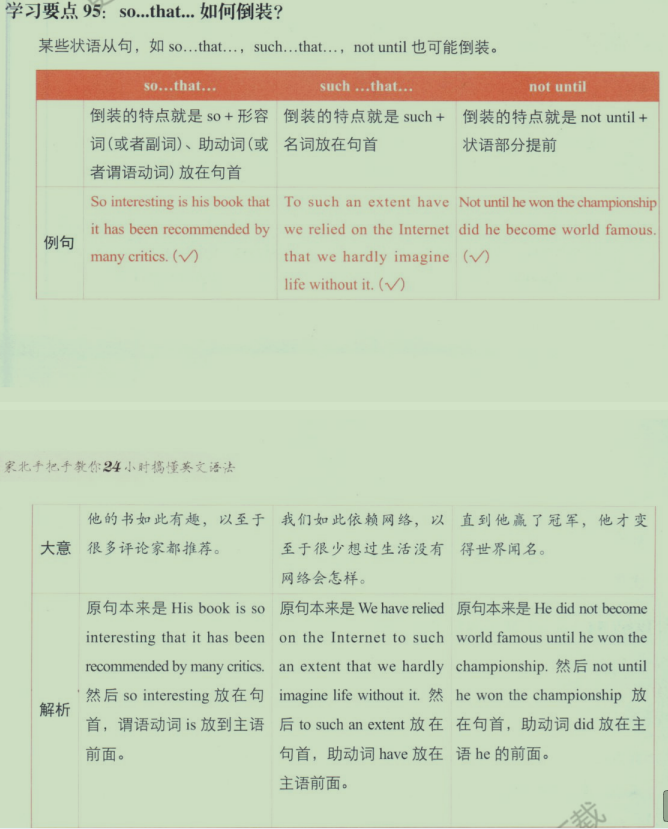 学习要点 95: so...that... 如何倒装?
某些状语从句，如 so…that…，such…that…，not until 也可能倒装。
so…that…
such …that…
not until
倒装的特点就是 so + 形容
词(或者副词)、助动词(或
者谓语动词) 放在句首
倒装的特点就是 such +
名词放在句首
倒装的特点就是 not until +
状语部分提前
例句
So interesting is his book that
it has been recommended by
many critics. (✓)
To such an extent have
we relied on the Internet
that we hardly imagine
life without it. (✓)
Not until he won the championship
did he become world famous.
(✓)
家北手把手教你24小时搞懂英文语法
大意
他的书如此有趣，以至于
很多评论家都推荐。
我们如此依赖网络，以
至于很少想过生活没有
网络会怎样。
直到他赢了冠军，他才变
得世界闻名。
解析
原句本来是 His book is so
interesting that it has been
recommended by many critics.
然后 so interesting 放在句
首，谓语动词 is 放到主语
前面。
原句本来是 We have relied
on the Internet to such
an extent that we hardly
imagine life without it. 然
后 to such an extent 放在
句首，助动词 have 放在
主语前面。
原句本来是 He did not become
world famous until he won the
championship. 然后 not until
he won the championship 放
在句首，助动词 did 放在主
语 he 的前面。
载